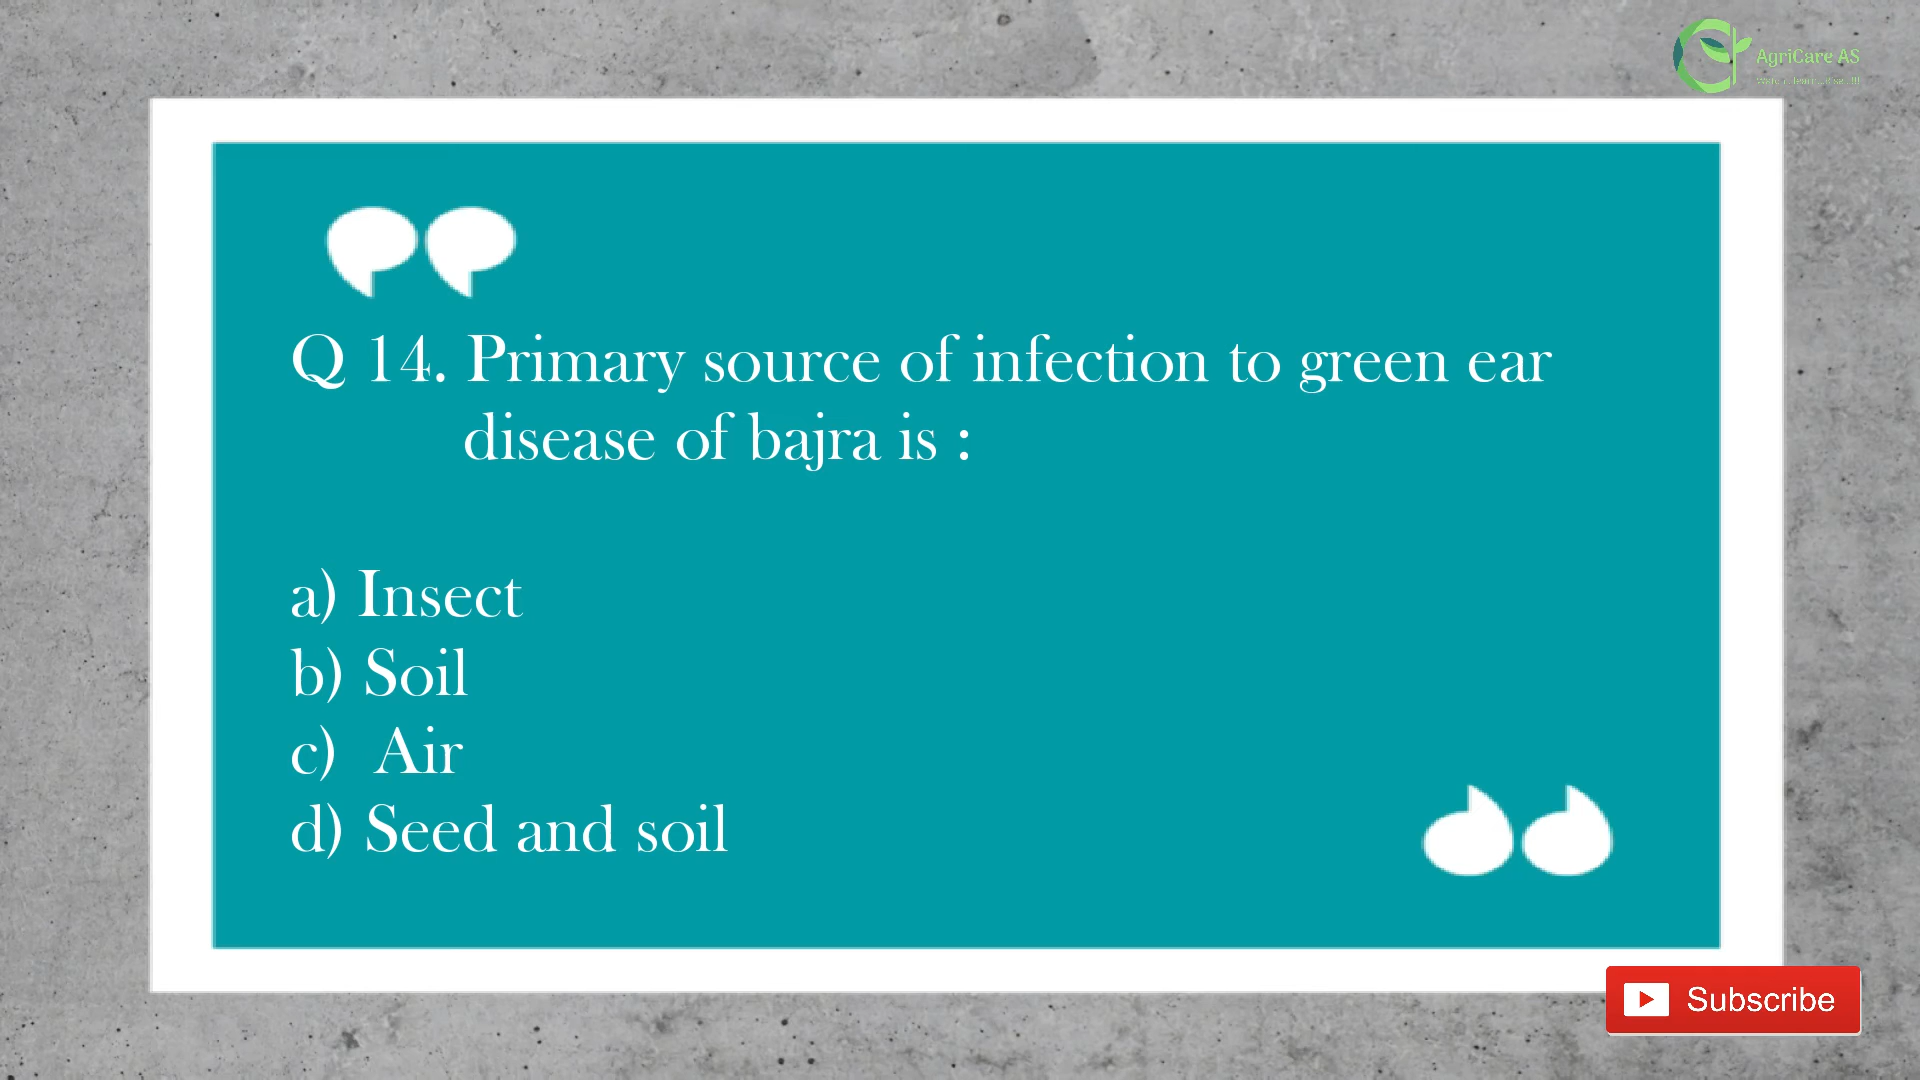 AgriCare AS
Q 14. Primary source of infection to green ear
disease of bajra is :
a) Insect
b) Soil
c) Air
d) Seed and soil
Subscribe